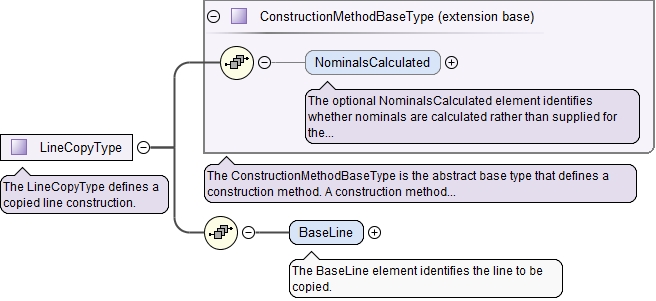 ConstructionMethodBaseType (extension base)
NominalsCalculated
The optional NominalsCalculated element identifies
whether nominals are calculated rather than supplied for
the...
LineCopyType
The LineCopyType defines a
copied line construction.
The ConstructionMethodBaseType is the abstract base type that defines a
construction method. A construction method...
BaseLine
The BaseLine element identifies the line to be
copied.